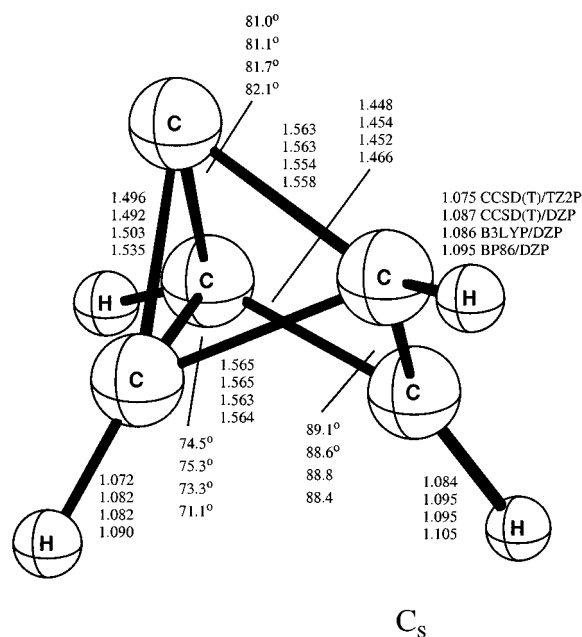 81.0°
81.1°
81.7°
82.1°
C
1.563
1.563
1.554
1.558
1.448
1.454
1.452
1.466
1.496
1.492
1.503
1.535
1.075 CCSD(T)/TZ2P
1.087 CCSD(T)/DZP
1.086 B3LYP/DZP
1.095 BP86/DZP
C
C
H
H
C
C
1.565
1.565
1.563
1.564
74.5°
75.3°
73.3°
71.1°
89.1°
88.6°
88.8
88.4
1.072
1.082
1.082
1.090
1.084
1.095
1.095
1.105
H
H
Cs